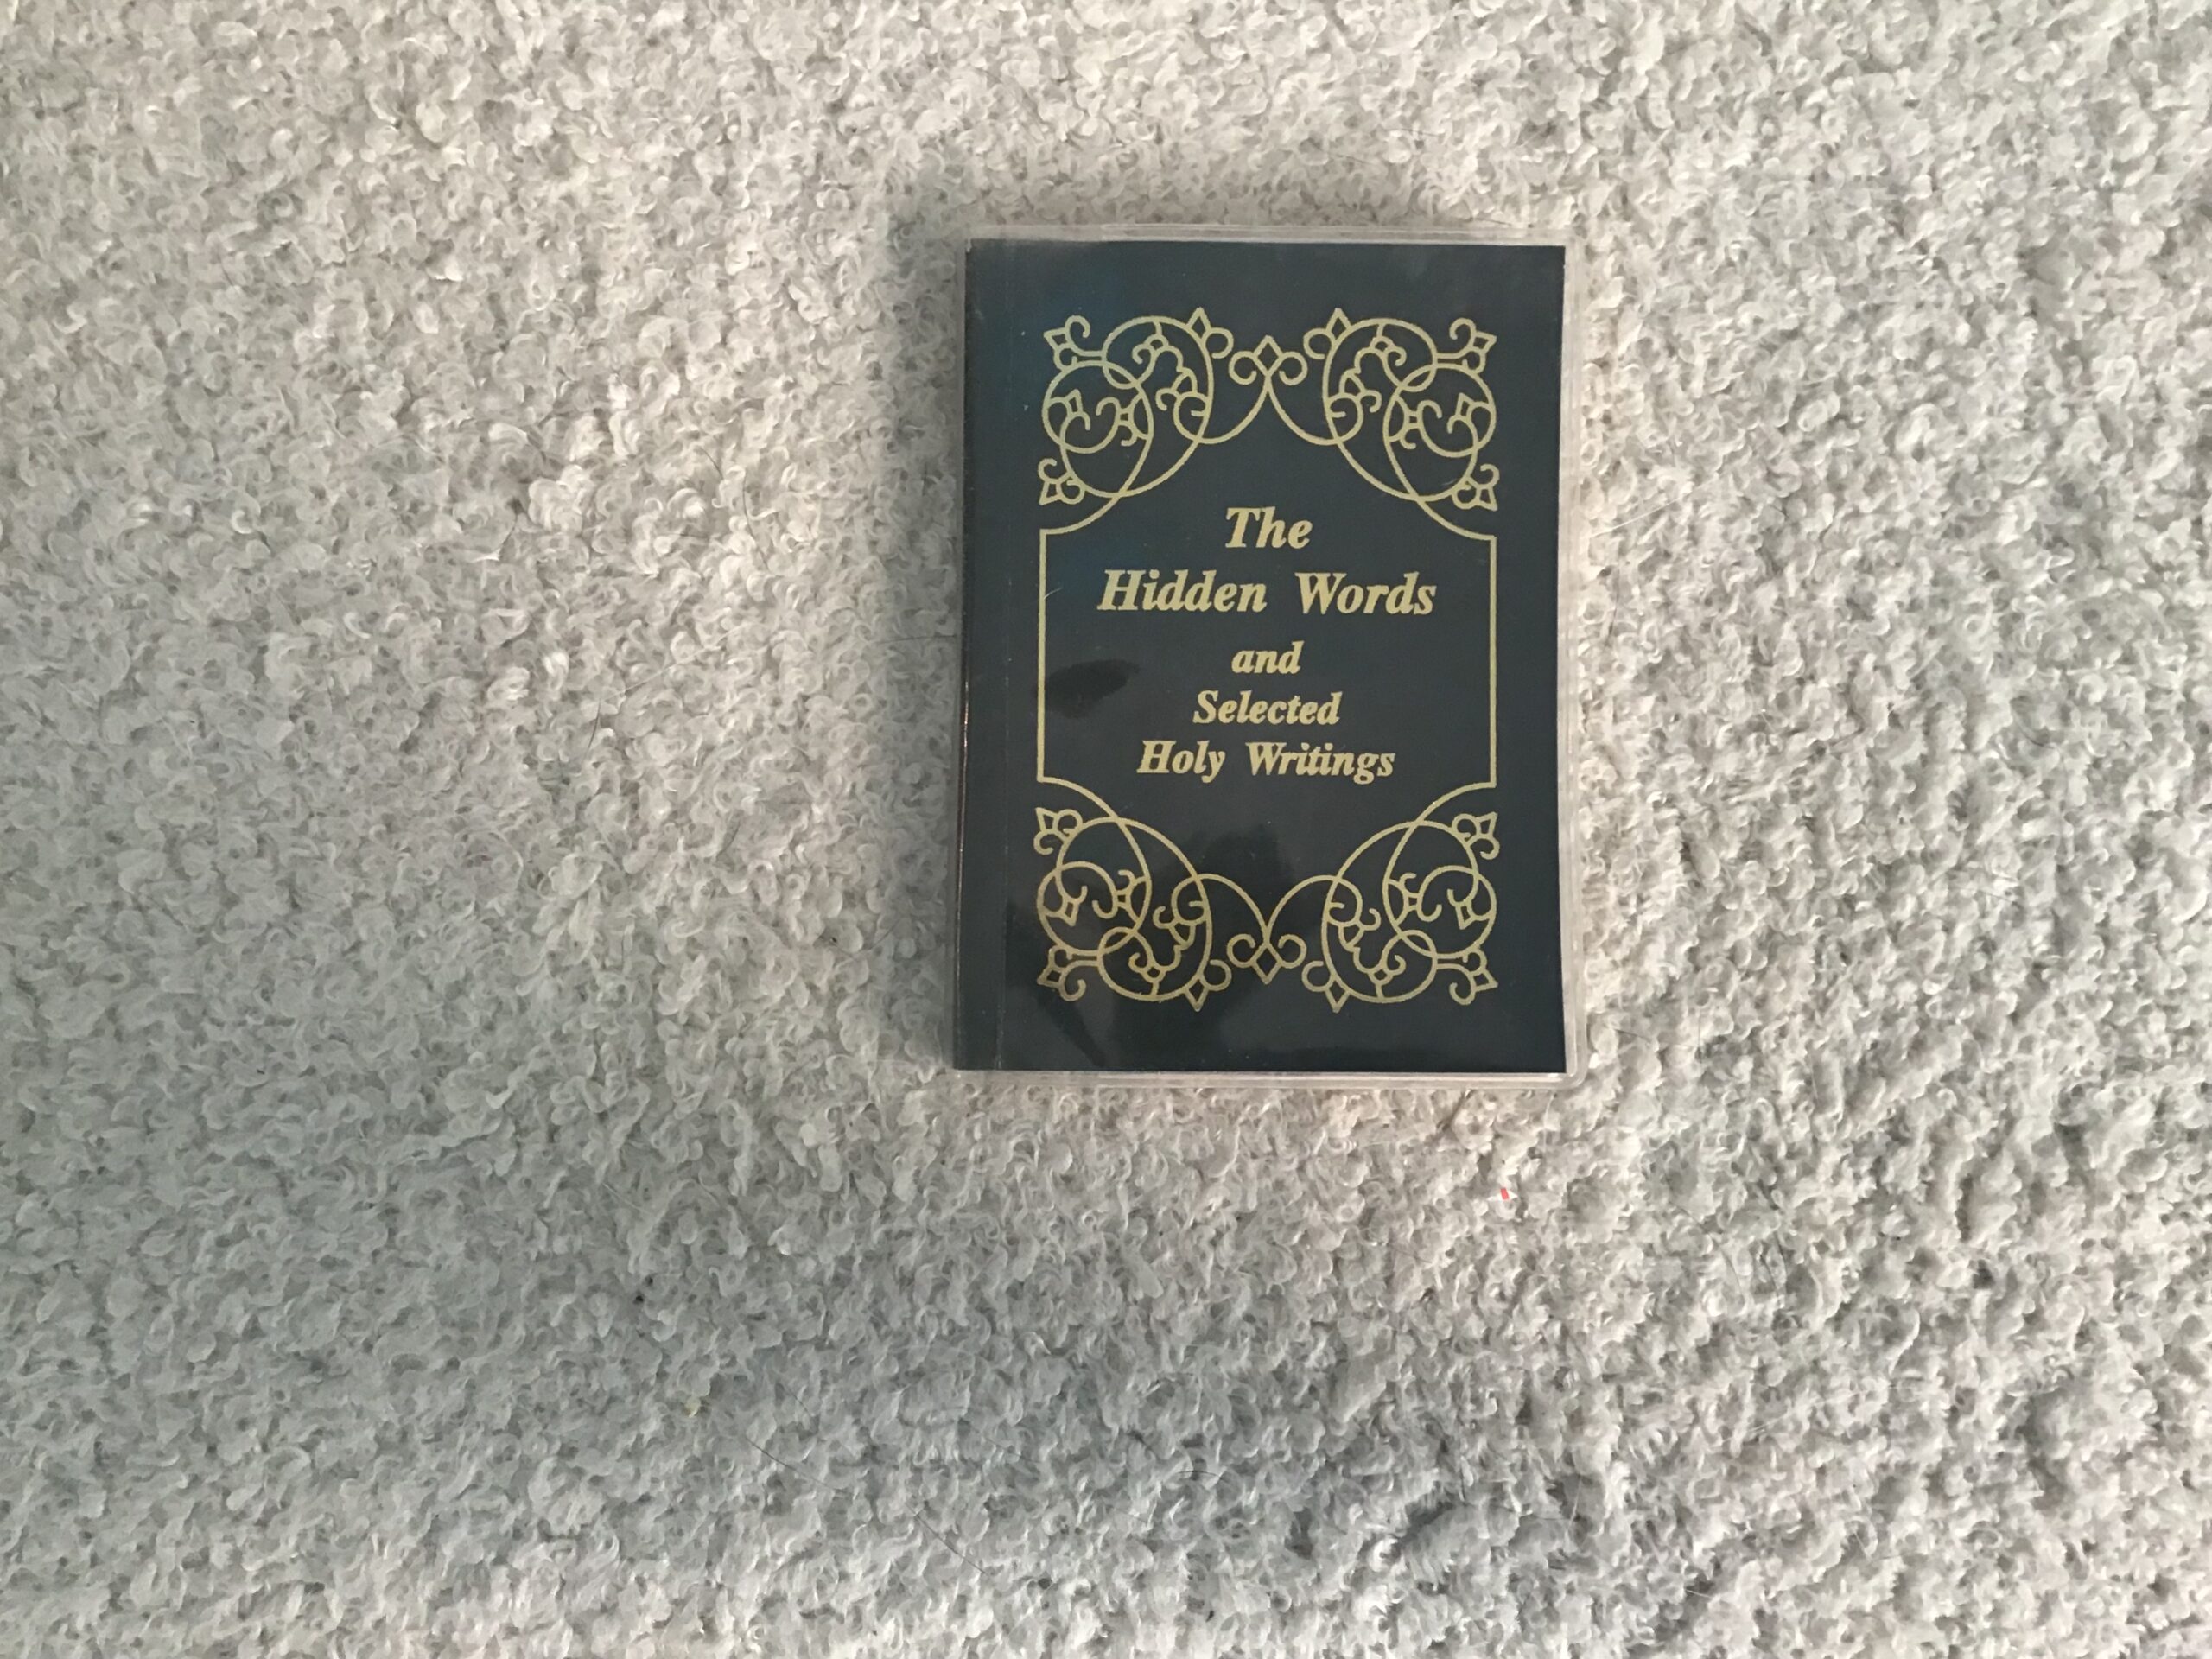 The
Hidden Words
and
Selected
Holy Writings